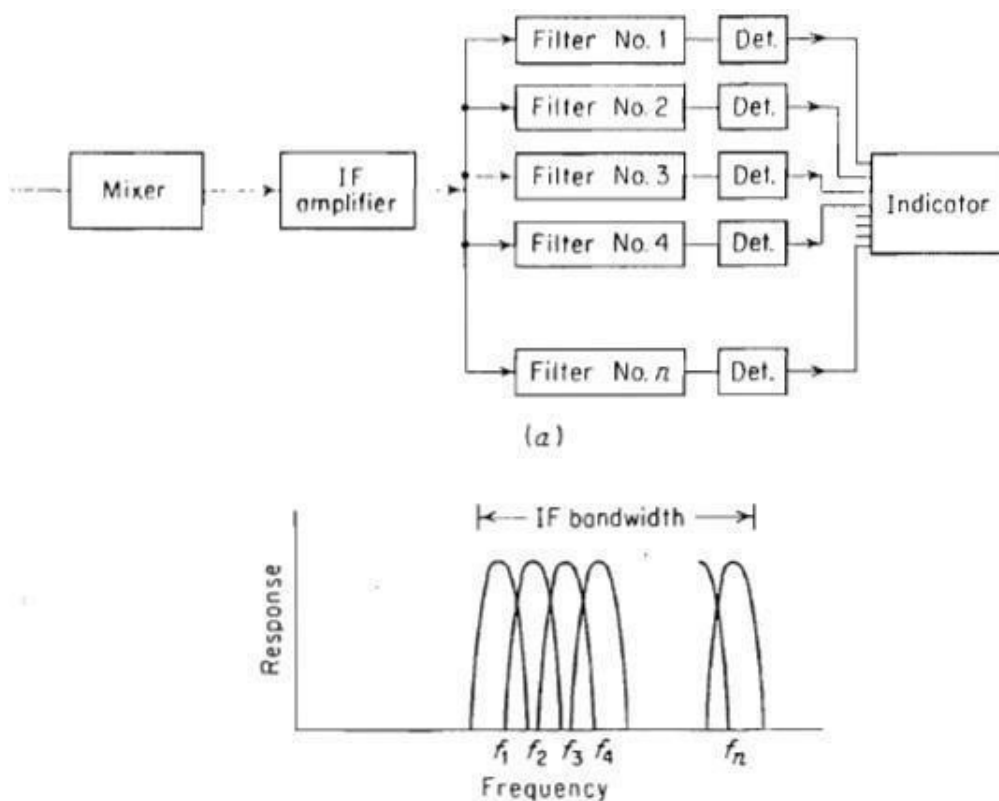 Filter No. 1 Det.
Filter No. 2 Det.
Mixer IF amplifier Filter No. 3 Det. Indicator
Filter No. 4 Det.
Filter No. n Det.
(a)
IF bandwidth
Response
f1 f2 f3 f4 fn
Frequency